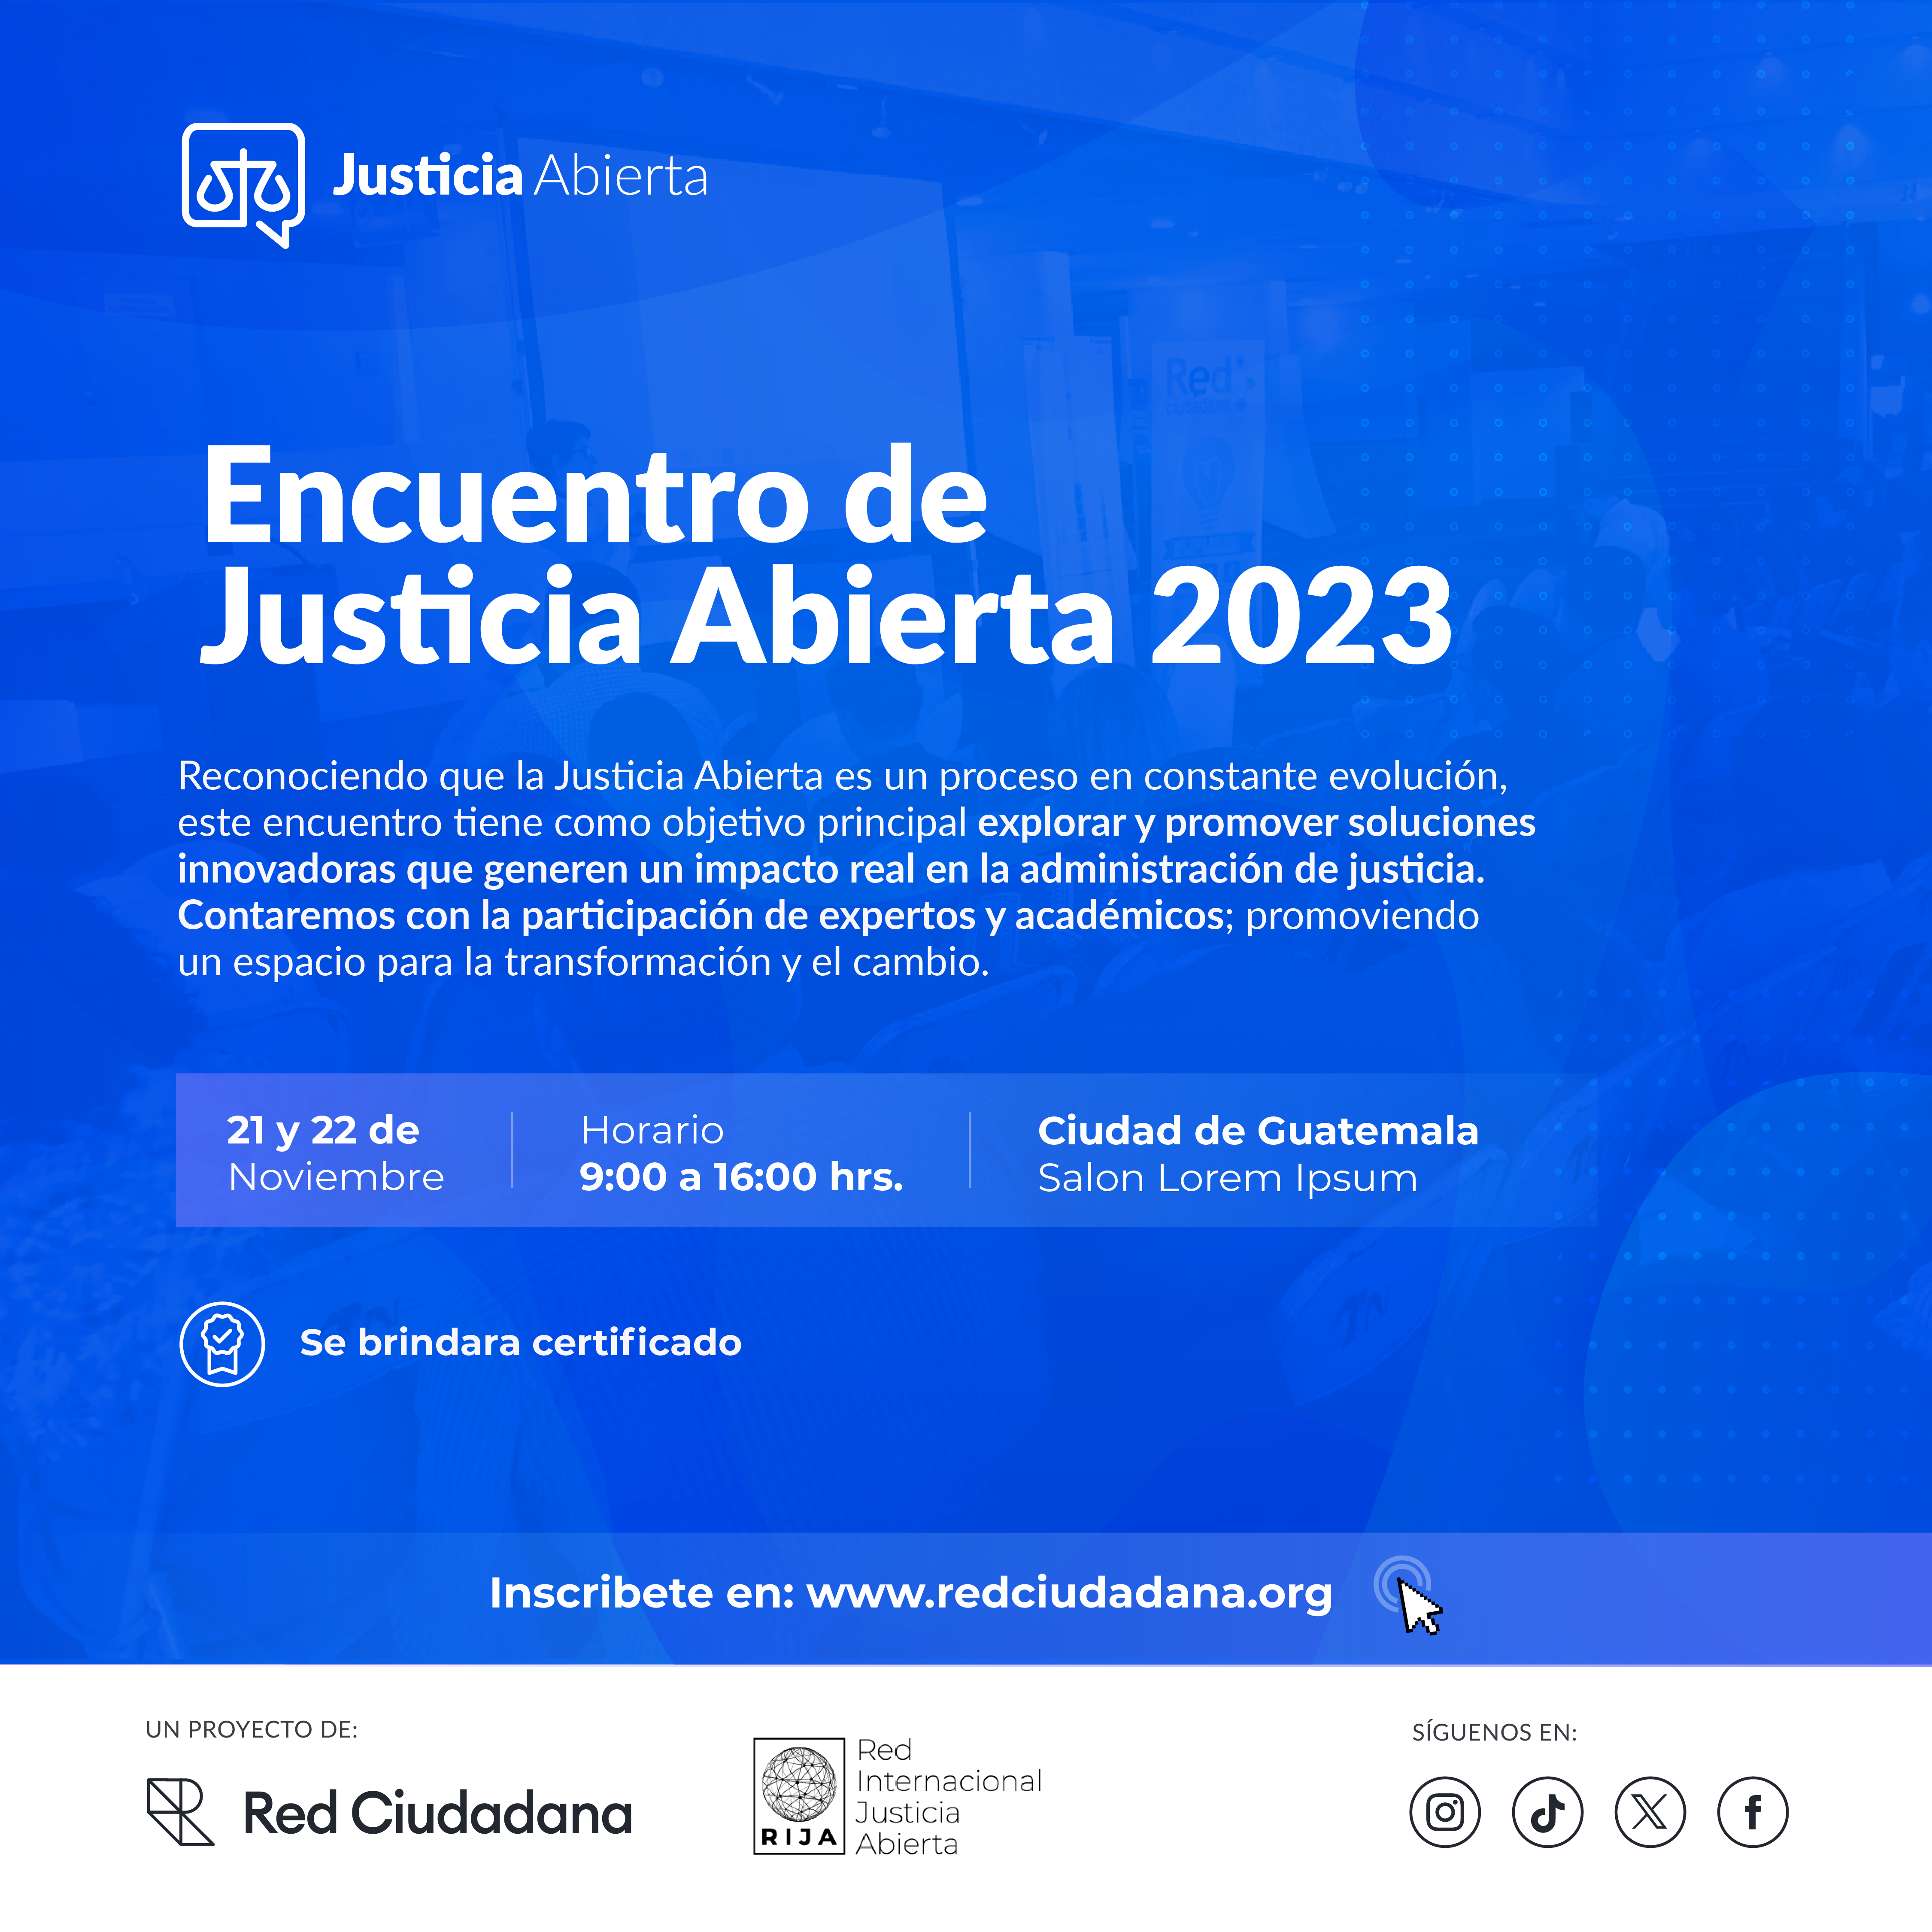 Justicia Abierta
Red
ciudadana
Encuentro de
Justicia Abierta 2023
Reconociendo que la Justicia Abierta es un proceso en constante evolución,
este encuentro tiene como objetivo principal explorar y promover soluciones
innovadoras que generen un impacto real en la administración de justicia.
Contaremos con la participación de expertos y académicos; promoviendo
un espacio para la transformación y el cambio.
21 y 22 de
Noviembre
Horario
9:00 a 16:00 hrs.
Ciudad de Guatemala
Salon Lorem Ipsum
Se brindara certificado
Inscribete en: www.redciudadana.org
UN PROYECTO DE:
Red Ciudadana
RIJA
Red
Internacional
Justicia
Abierta
SÍGUENOS EN: